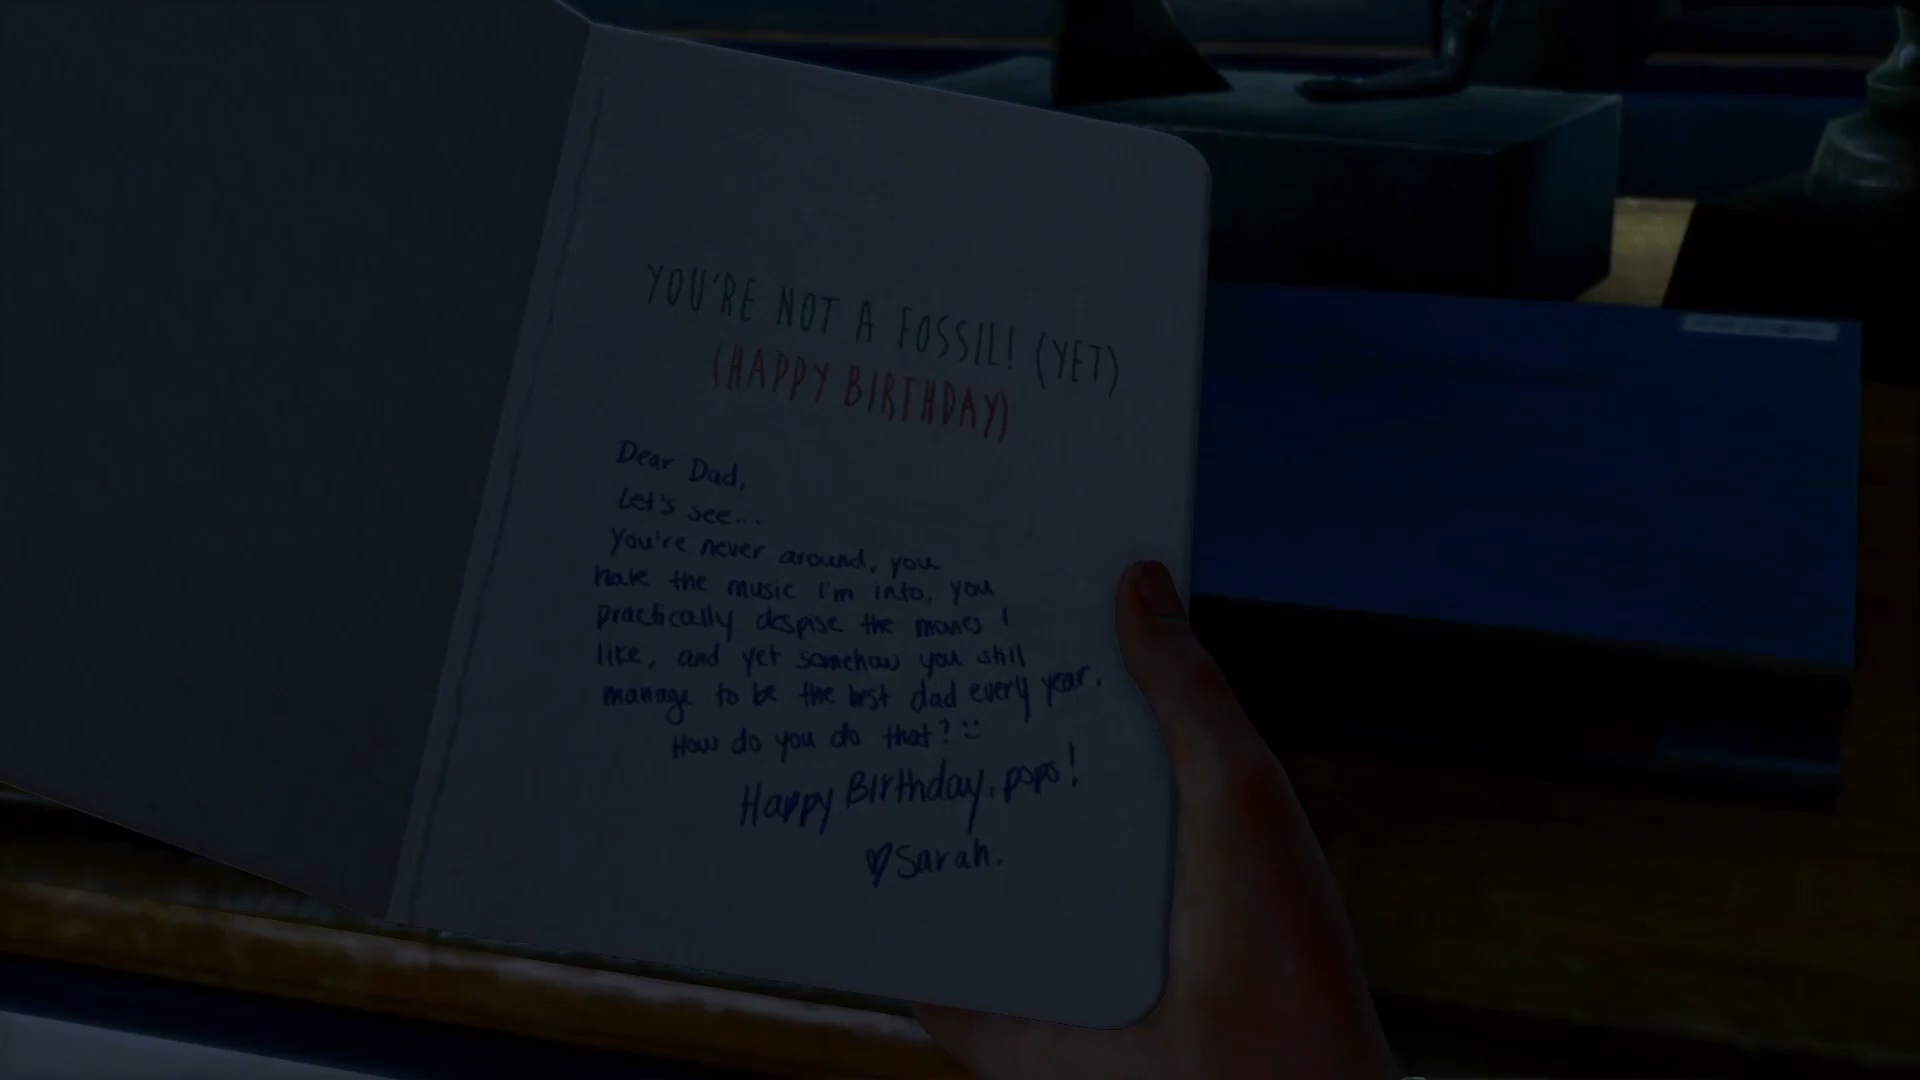 YOU'RE NOT A FOSSIL! (YET)
(HAPPY BIRTHDAY)
Dear Dad,
Let's see...
you're never around, you
hate the music I'm into, you
practically despise the movies I
like, and yet somehow you still
manage to be the best dad every year.
How do you do that? :)
Happy Birthday, pops!
♡Sarah.